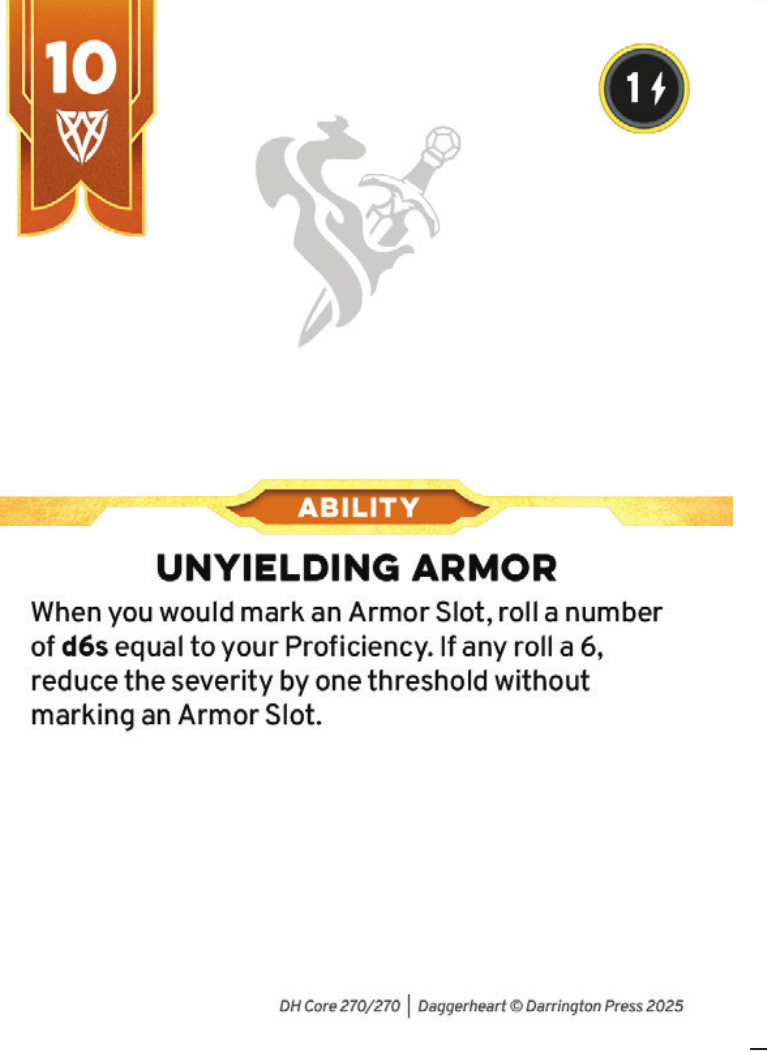 10
1
ABILITY
UNYIELDING ARMOR
When you would mark an Armor Slot, roll a number
of d6s equal to your Proficiency. If any roll a 6,
reduce the severity by one threshold without
marking an Armor Slot.
DH Core 270/270 | Daggerheart © Darrington Press 2025